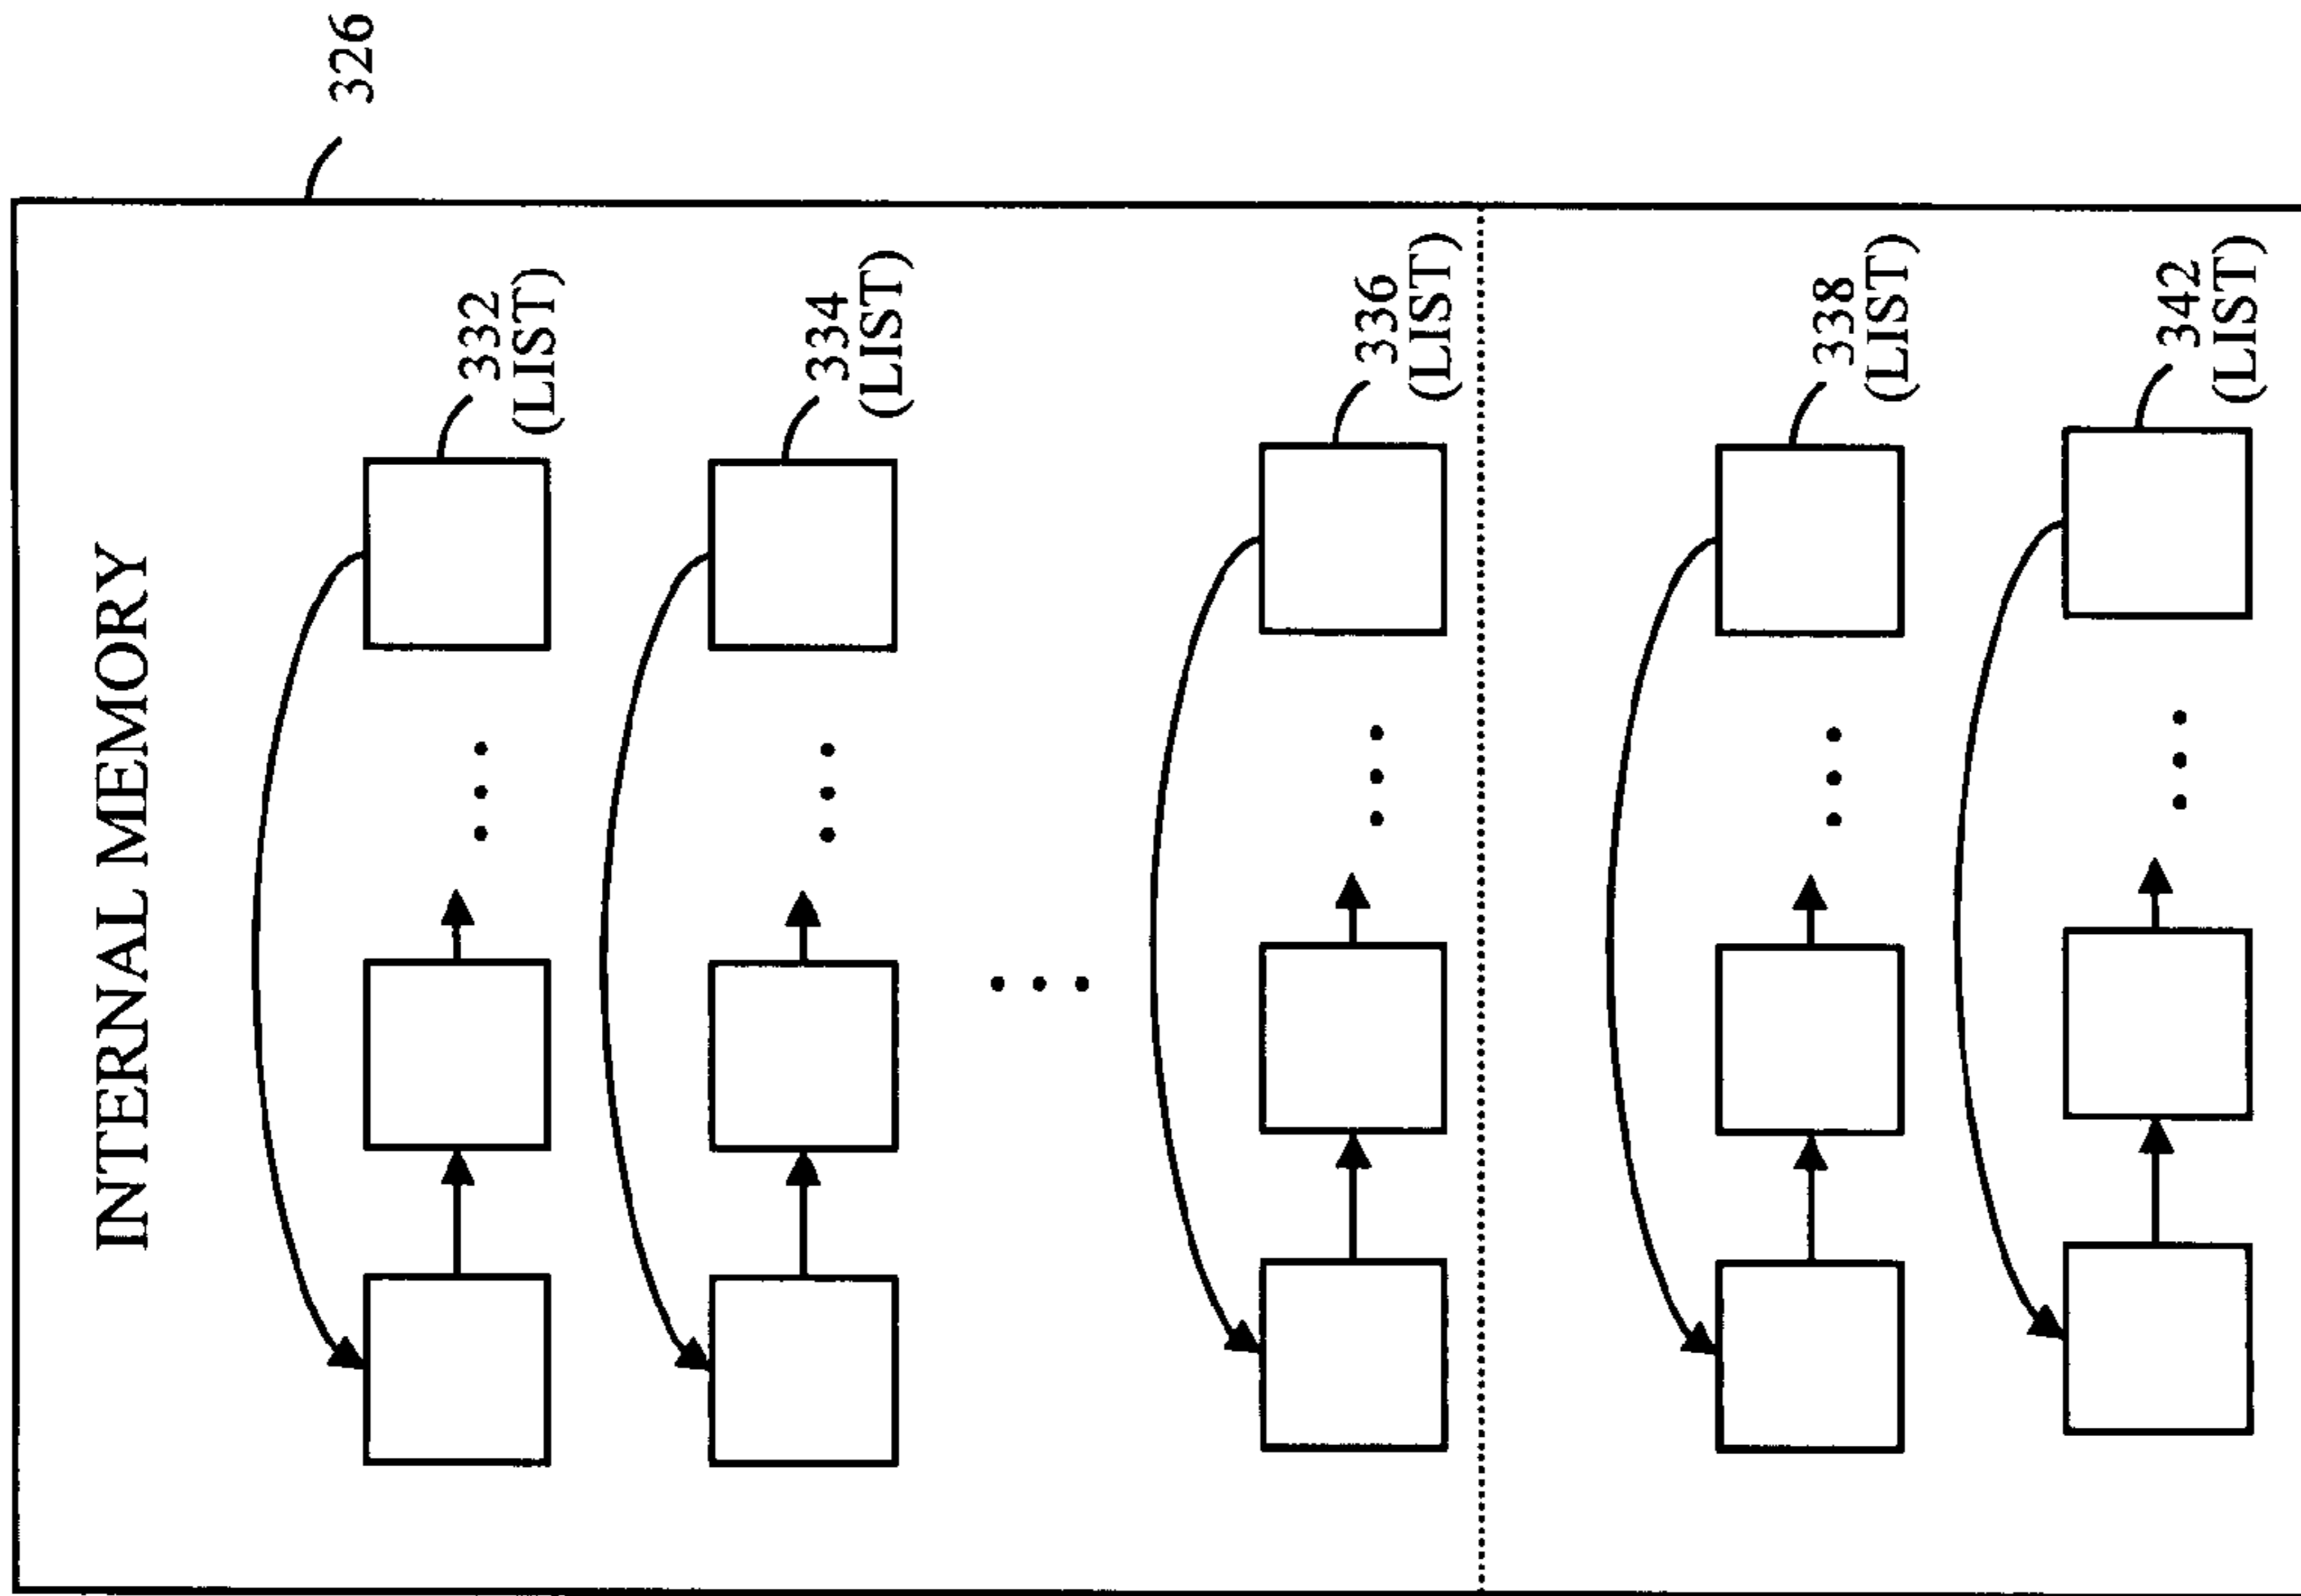 326
INTERNAL MEMORY
332
(LIST)
334
(LIST)
336
(LIST)
338
(LIST)
342
(LIST)